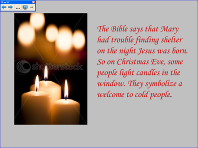 shutterstock
The Bible says that Mary
had trouble finding shelter
on the night Jesus was born.
So on Christmas Eve, some
people light candles in the
window. They symbolize a
welcome to cold people.